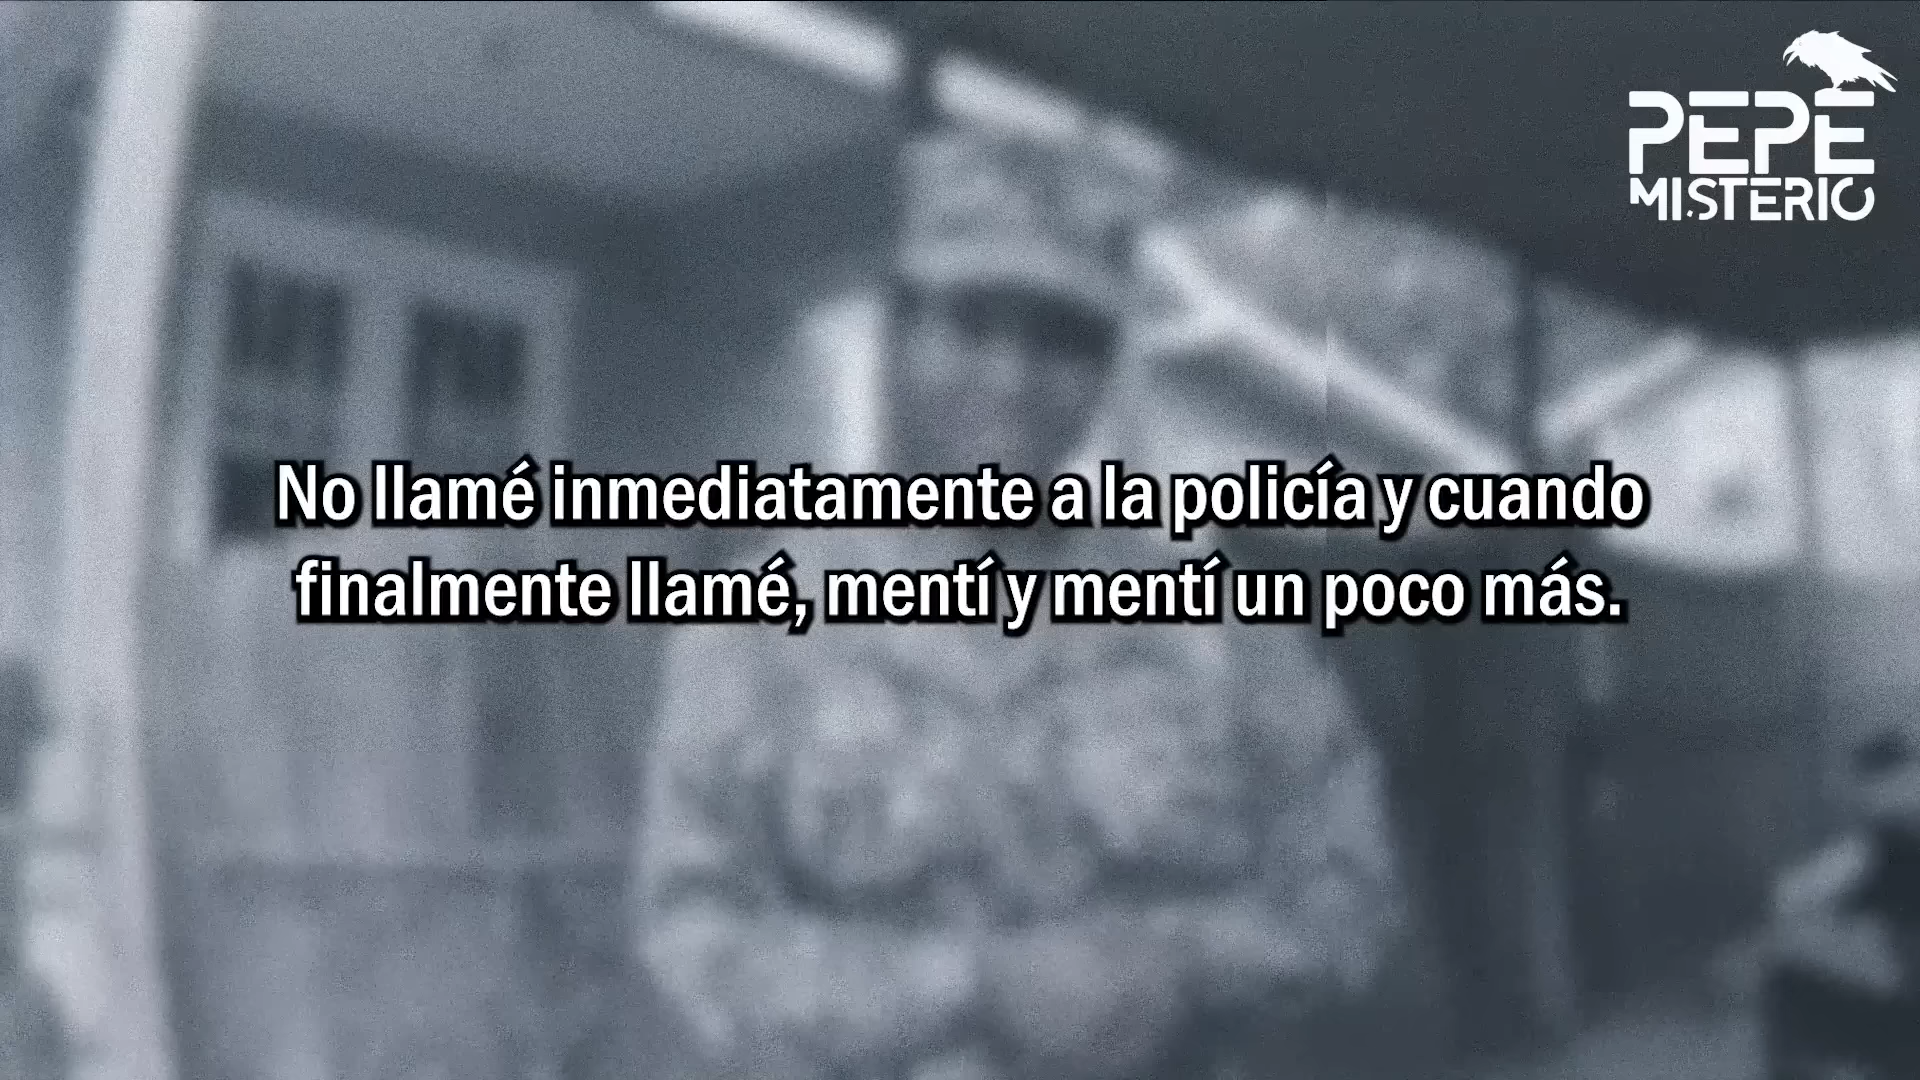 PEPE
MISTERIO
No llamé inmediatamente a la policía y cuando
finalmente llamé, mentí y mentí un poco más.